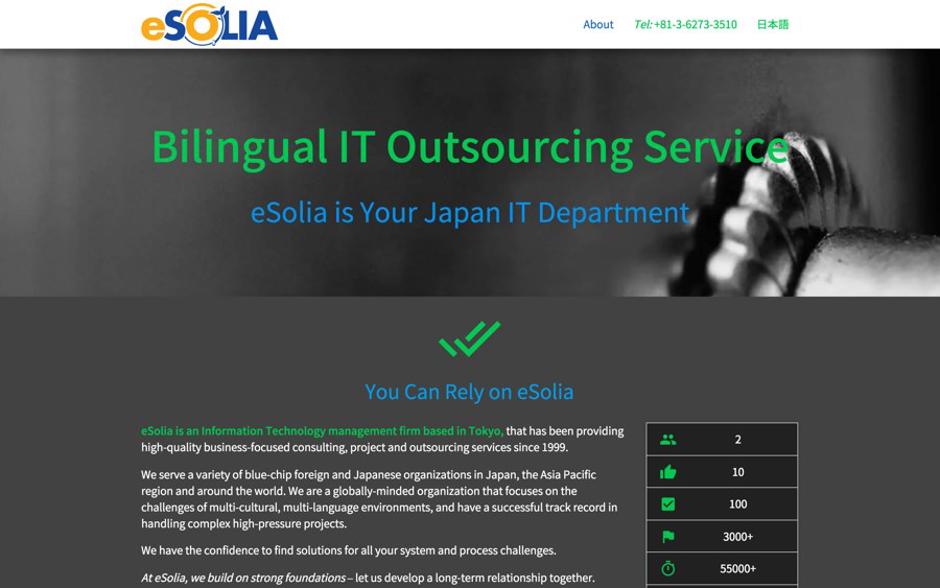 eSOLIA
About
Tel: +81-3-6273-3510
日本語
Bilingual IT Outsourcing Service
eSolia is Your Japan IT Department
You Can Rely on eSolia
eSolia is an Information Technology management firm based in Tokyo, that has been providing
high-quality business-focused consulting, project and outsourcing services since 1999.
We serve a variety of blue-chip foreign and Japanese organizations in Japan, the Asia Pacific
region and around the world. We are a globally-minded organization that focuses on the
challenges of multi-cultural, multi-language environments, and have a successful track record in
handling complex high-pressure projects.
We have the confidence to find solutions for all your system and process challenges.
At eSolia, we build on strong foundations – let us develop a long-term relationship together.
2
10
100
3000+
55000+